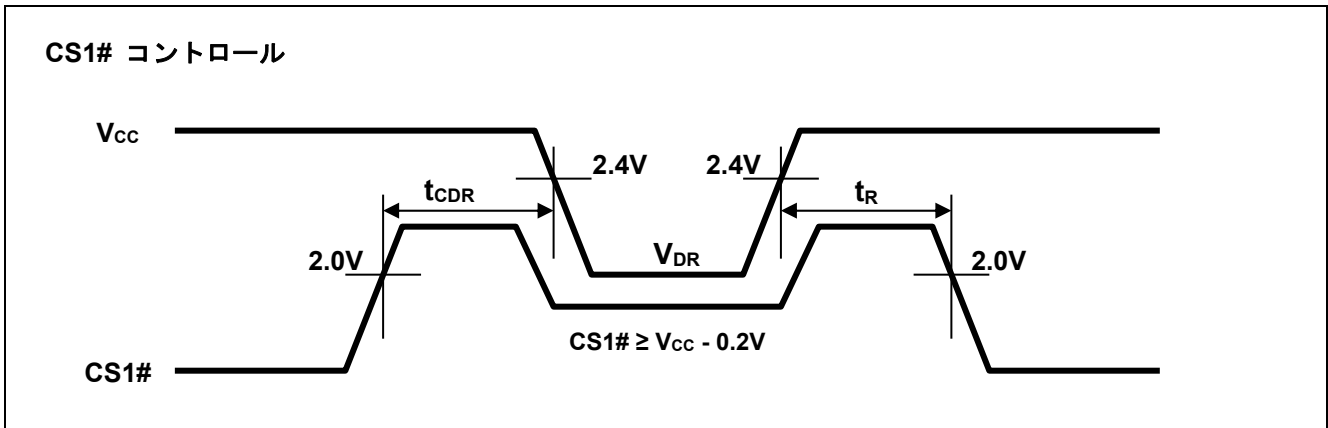 CS1# コントロール
Vcc
2.4V
2.4V
tCDR
tR
2.0V
VDR
2.0V
CS1# ≥ Vcc - 0.2V
CS1#